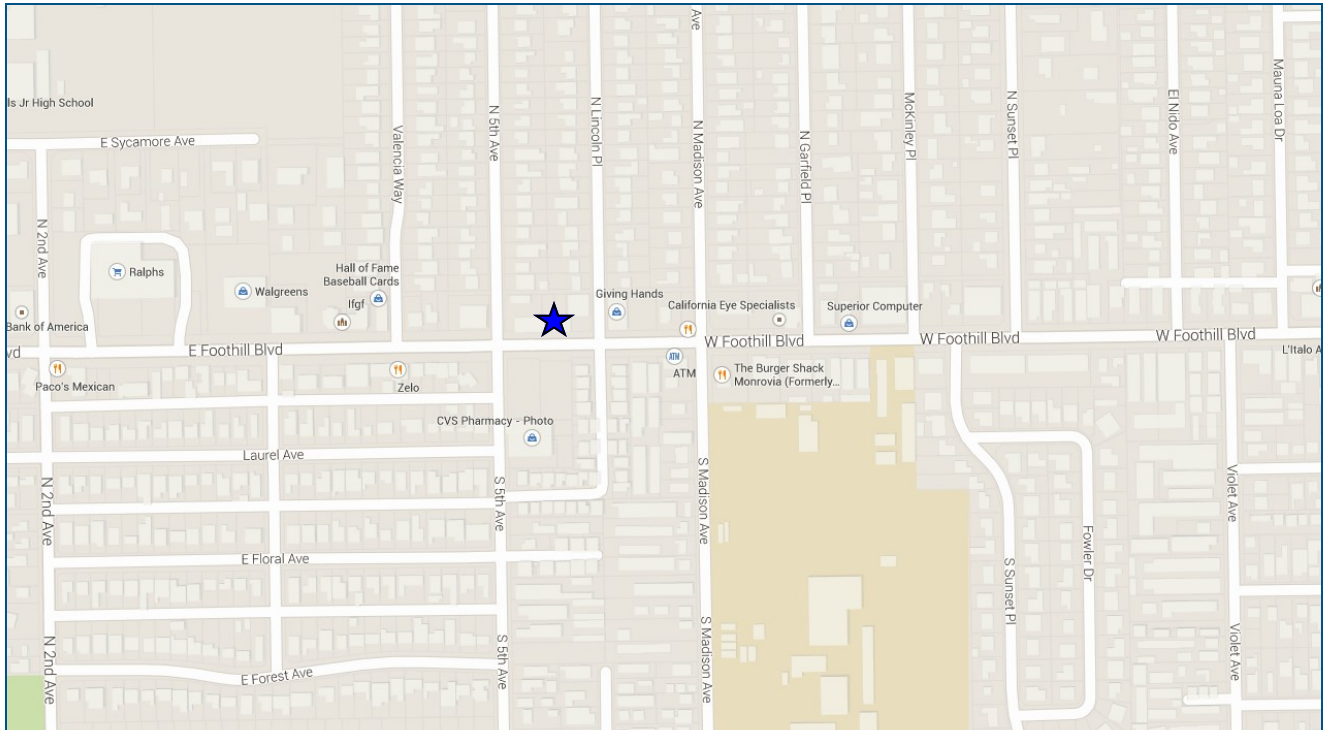 Ave
ls Jr High School
E Sycamore Ave
Valencia Way
N 5th Ave
N Lincoln Pl
N Madison Ave
N Garfield Pl
McKinley Pl
N Sunset Pl
El Nido Ave
Mauna Loa Dr
N 2nd Ave
Ralphs
Walgreens
Hall of Fame
Baseball Cards
Ifgf
Giving Hands
California Eye Specialists
Superior Computer
Bank of America
vd
E Foothill Blvd
W Foothill Blvd
W Foothill Blvd
W Foothill Blvd
L'Italo A
Paco's Mexican
Zelo
ATM
ATM
The Burger Shack
Monrovia (Formerly...
CVS Pharmacy - Photo
Laurel Ave
N 2nd Ave
S 5th Ave
S Madison Ave
Violet Ave
E Floral Ave
Fowler Dr
S Sunset Pl
N 2nd Ave
S 5th Ave
S Madison Ave
Violet Ave
E Forest Ave